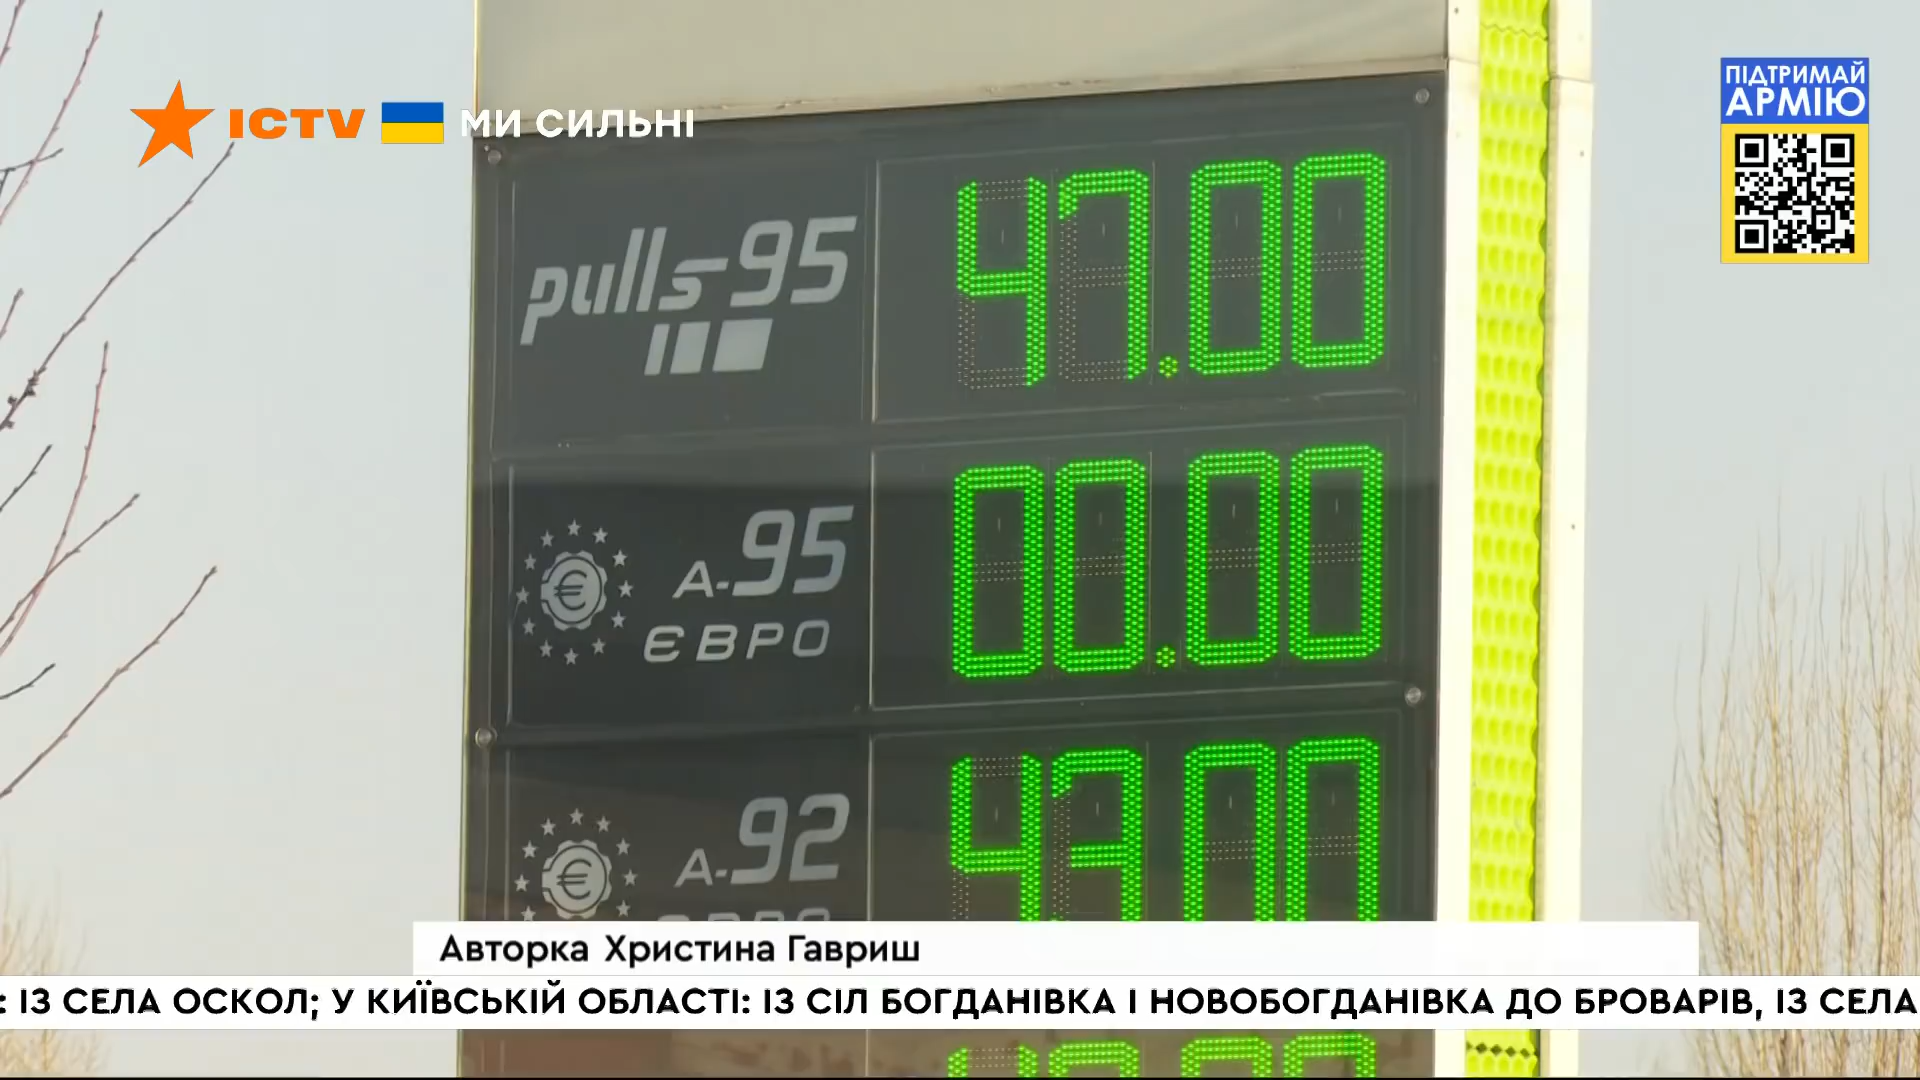 ICTV МИ СИЛЬНІ
ПІДТРИМАЙ
АРМІЮ
pulls 95 47.00
А-95 00.00
ЄВРО
А-92 43.00
ЄВРО
Авторка Христина Гавриш
: ІЗ СЕЛА ОСКОЛ; У КИЇВСЬКІЙ ОБЛАСТІ: ІЗ СІЛ БОГДАНІВКА І НОВОБОГДАНІВКА ДО БРОВАРІВ, ІЗ СЕЛА